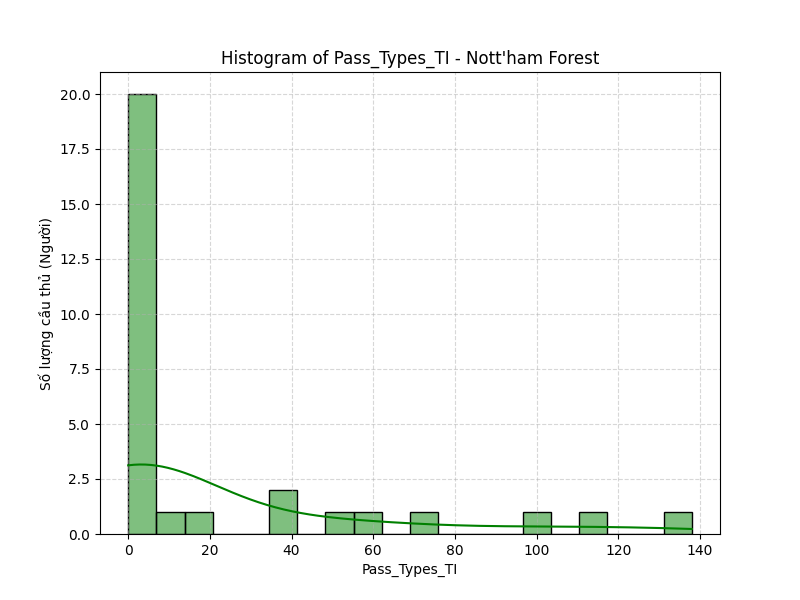 Histogram of Pass_Types_TI - Nott'ham Forest
Số lượng cầu thủ (Người)
20.0
17.5
15.0
12.5
10.0
7.5
5.0
2.5
0.0
0 20 40 60 80 100 120 140
Pass_Types_TI